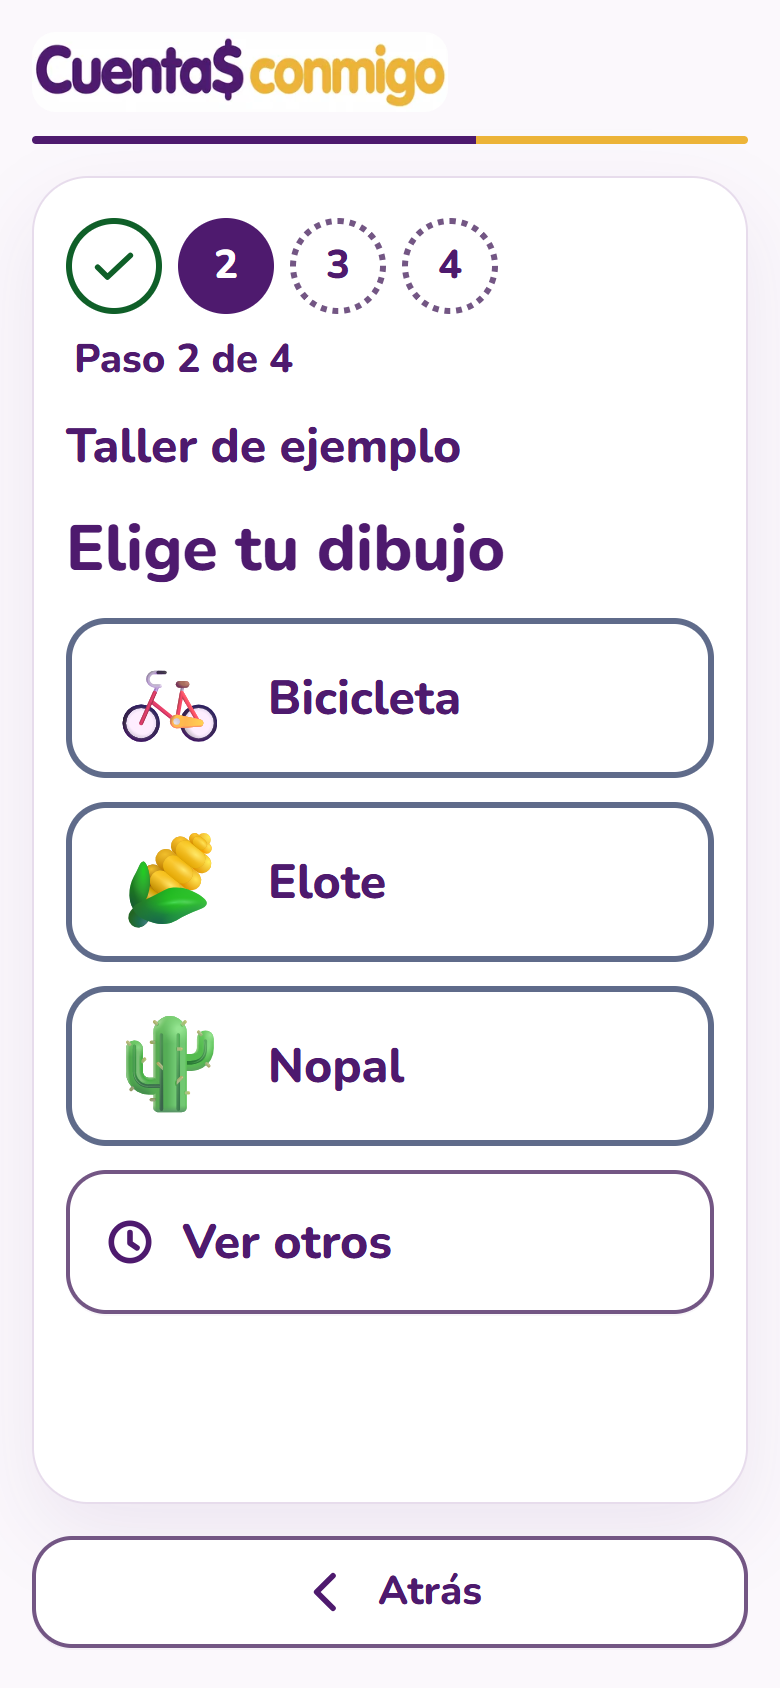 Cuenta$ conmigo
2
3
4
Paso 2 de 4
Taller de ejemplo
Elige tu dibujo
Bicicleta
Elote
Nopal
Ver otros
Atrás